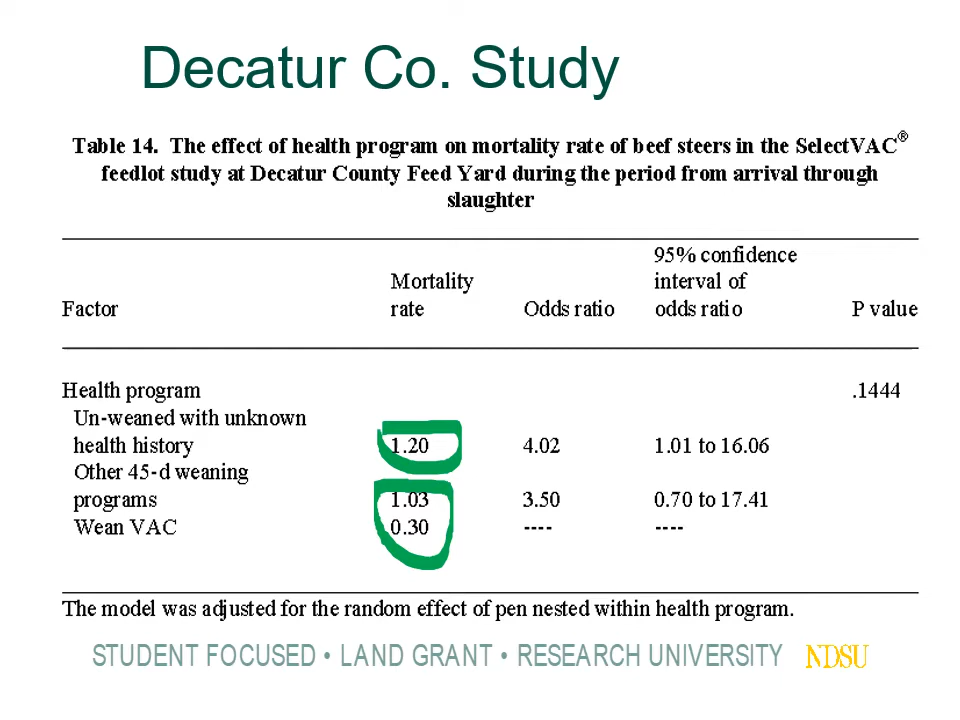 Decatur Co. Study
Table 14. The effect of health program on mortality rate of beef steers in the SelectVAC®
feedlot study at Decatur County Feed Yard during the period from arrival through
slaughter
95% confidence
Mortality interval of
Factor rate Odds ratio odds ratio P value
Health program .1444
Un-weaned with unknown
health history 1.20 4.02 1.01 to 16.06
Other 45-d weaning
programs 1.03 3.50 0.70 to 17.41
Wean VAC 0.30 ---- ----
The model was adjusted for the random effect of pen nested within health program.
STUDENT FOCUSED • LAND GRANT • RESEARCH UNIVERSITY NDSU